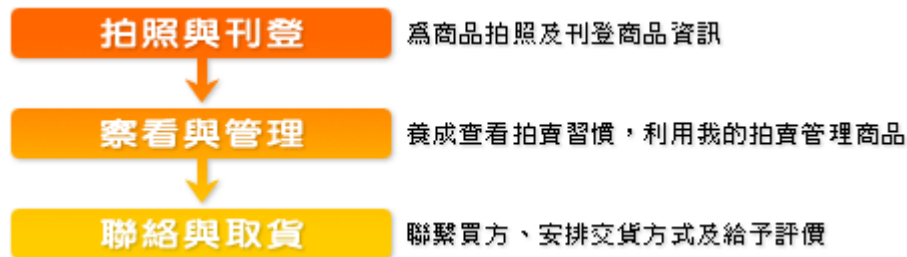 拍照與刊登
為商品拍照及刊登商品資訊
察看與管理
養成查看拍賣習慣，利用我的拍賣管理商品
聯絡與取貨
聯繫買方、安排交貨方式及給予評價